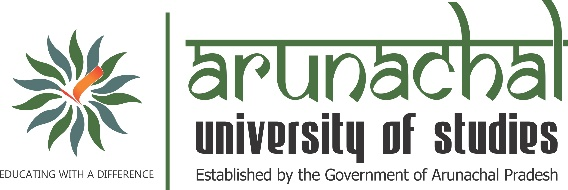 EDUCATING WITH A DIFFERENCE
arunachal
university of studies
Established by the Government of Arunachal Pradesh